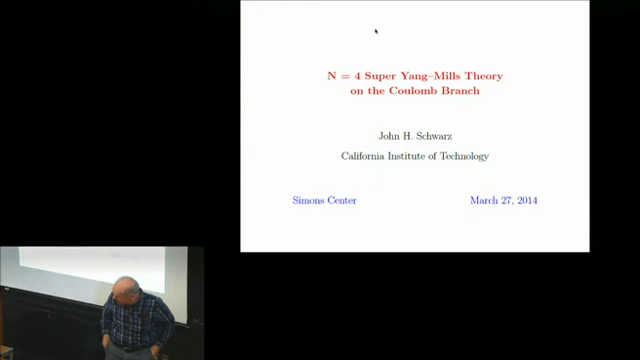 N = 4 Super Yang–Mills Theory
on the Coulomb Branch
John H. Schwarz
California Institute of Technology
Simons Center
March 27, 2014